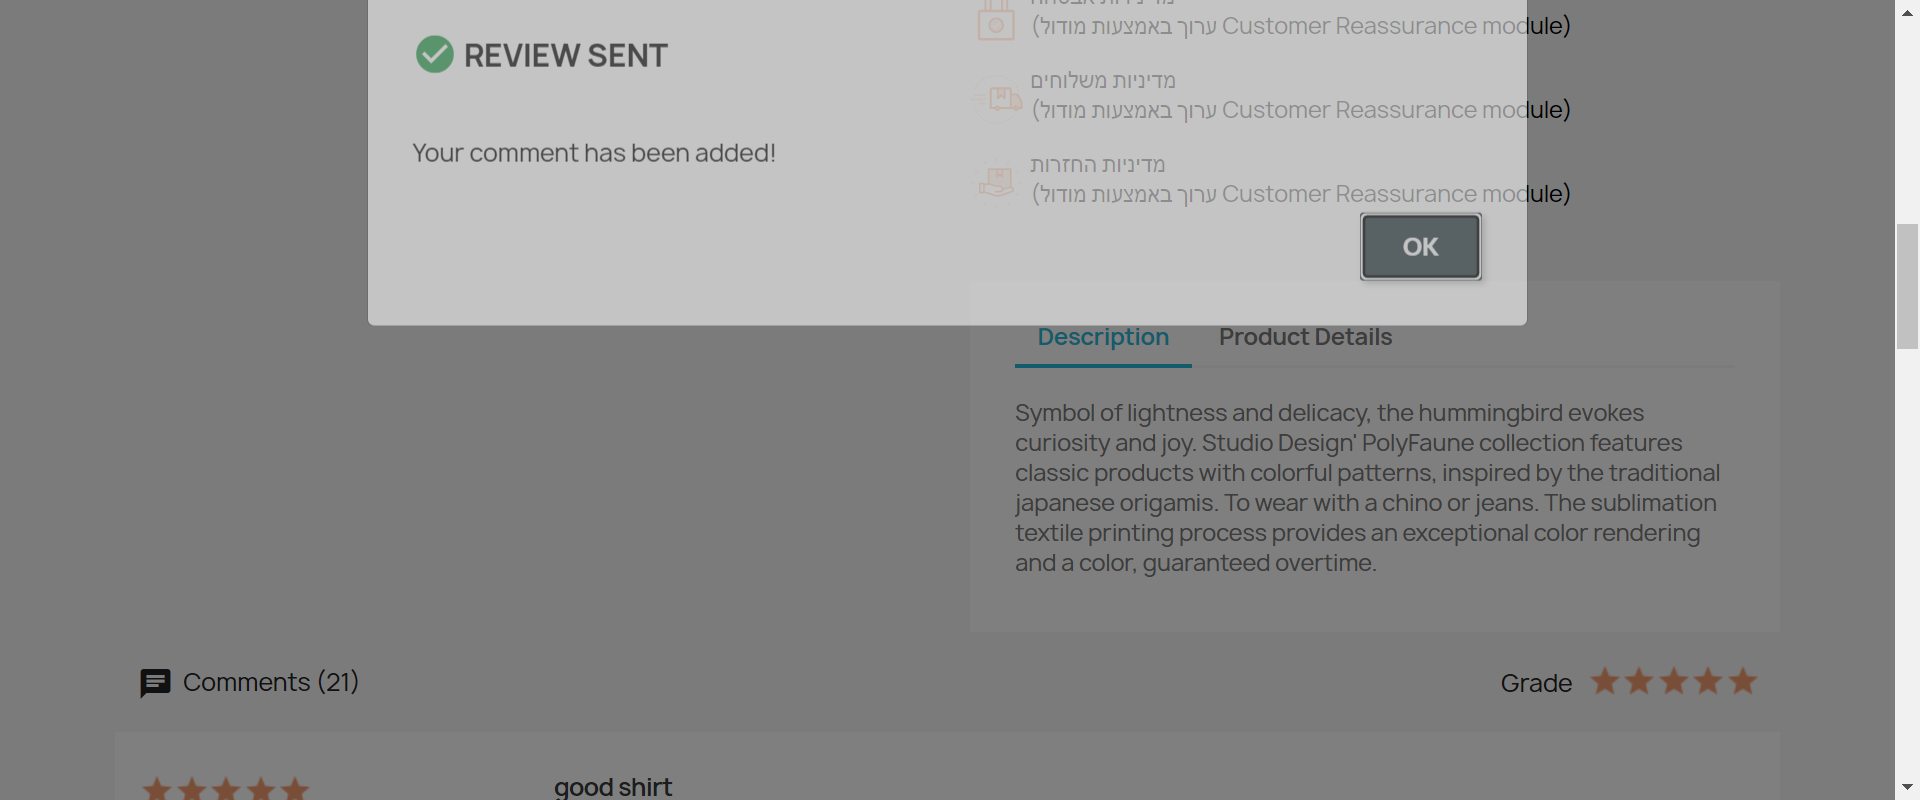 REVIEW SENT
Your comment has been added!
OK
(ערוך באמצעות מודול Customer Reassurance module)
מדיניות משלוחים
(ערוך באמצעות מודול Customer Reassurance module)
מדיניות החזרות
(ערוך באמצעות מודול Customer Reassurance module)
Description
Product Details
Symbol of lightness and delicacy, the hummingbird evokes
curiosity and joy. Studio Design' PolyFaune collection features
classic products with colorful patterns, inspired by the traditional
japanese origamis. To wear with a chino or jeans. The sublimation
textile printing process provides an exceptional color rendering
and a color, guaranteed overtime.
Comments (21)
Grade
good shirt